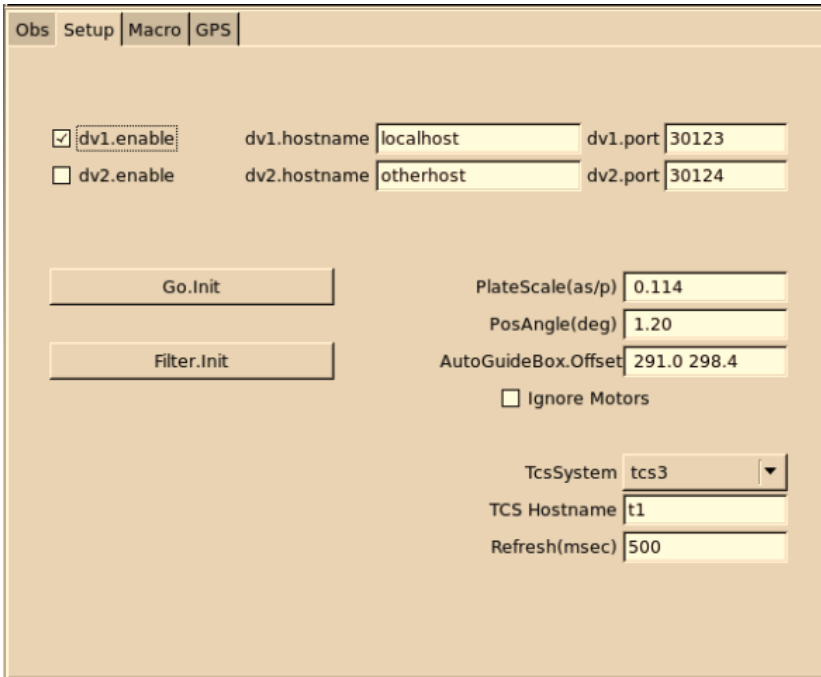 Obs Setup Macro GPS
dv1.enable dv1.hostname localhost dv1.port 30123
dv2.enable dv2.hostname otherhost dv2.port 30124
Go.Init PlateScale(as/p) 0.114
PosAngle(deg) 1.20
Filter.Init AutoGuideBox.Offset 291.0 298.4
Ignore Motors
TcsSystem tcs3
TCS Hostname t1
Refresh(msec) 500